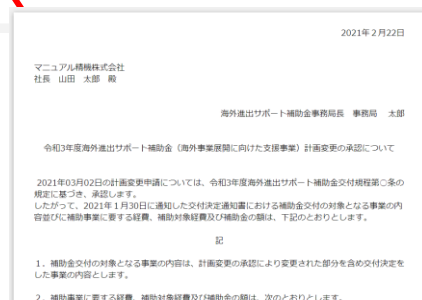 2021年2月22日
マニュアル精機株式会社
社長　山田　太郎　殿
海外進出サポート補助金事務局長　事務局　太郎
令和3年度海外進出サポート補助金（海外事業展開に向けた支援事業）計画変更の承認について
2021年03月02日の計画変更申請については、令和3年度海外進出サポート補助金交付規程第○条の
規定に基づき、承認します。
したがって、2021年1月30日に通知した交付決定通知書における補助金交付の対象となる事業の内
容並びに補助事業に要する経費、補助対象経費及び補助金の額は、下記のとおりとします。
記
1．補助金交付の対象となる事業の内容は、計画変更の承認により変更された部分を含め交付決定を
した事業の内容とします。
2．補助事業に要する経費、補助対象経費及び補助金の額は、次のとおりとします。